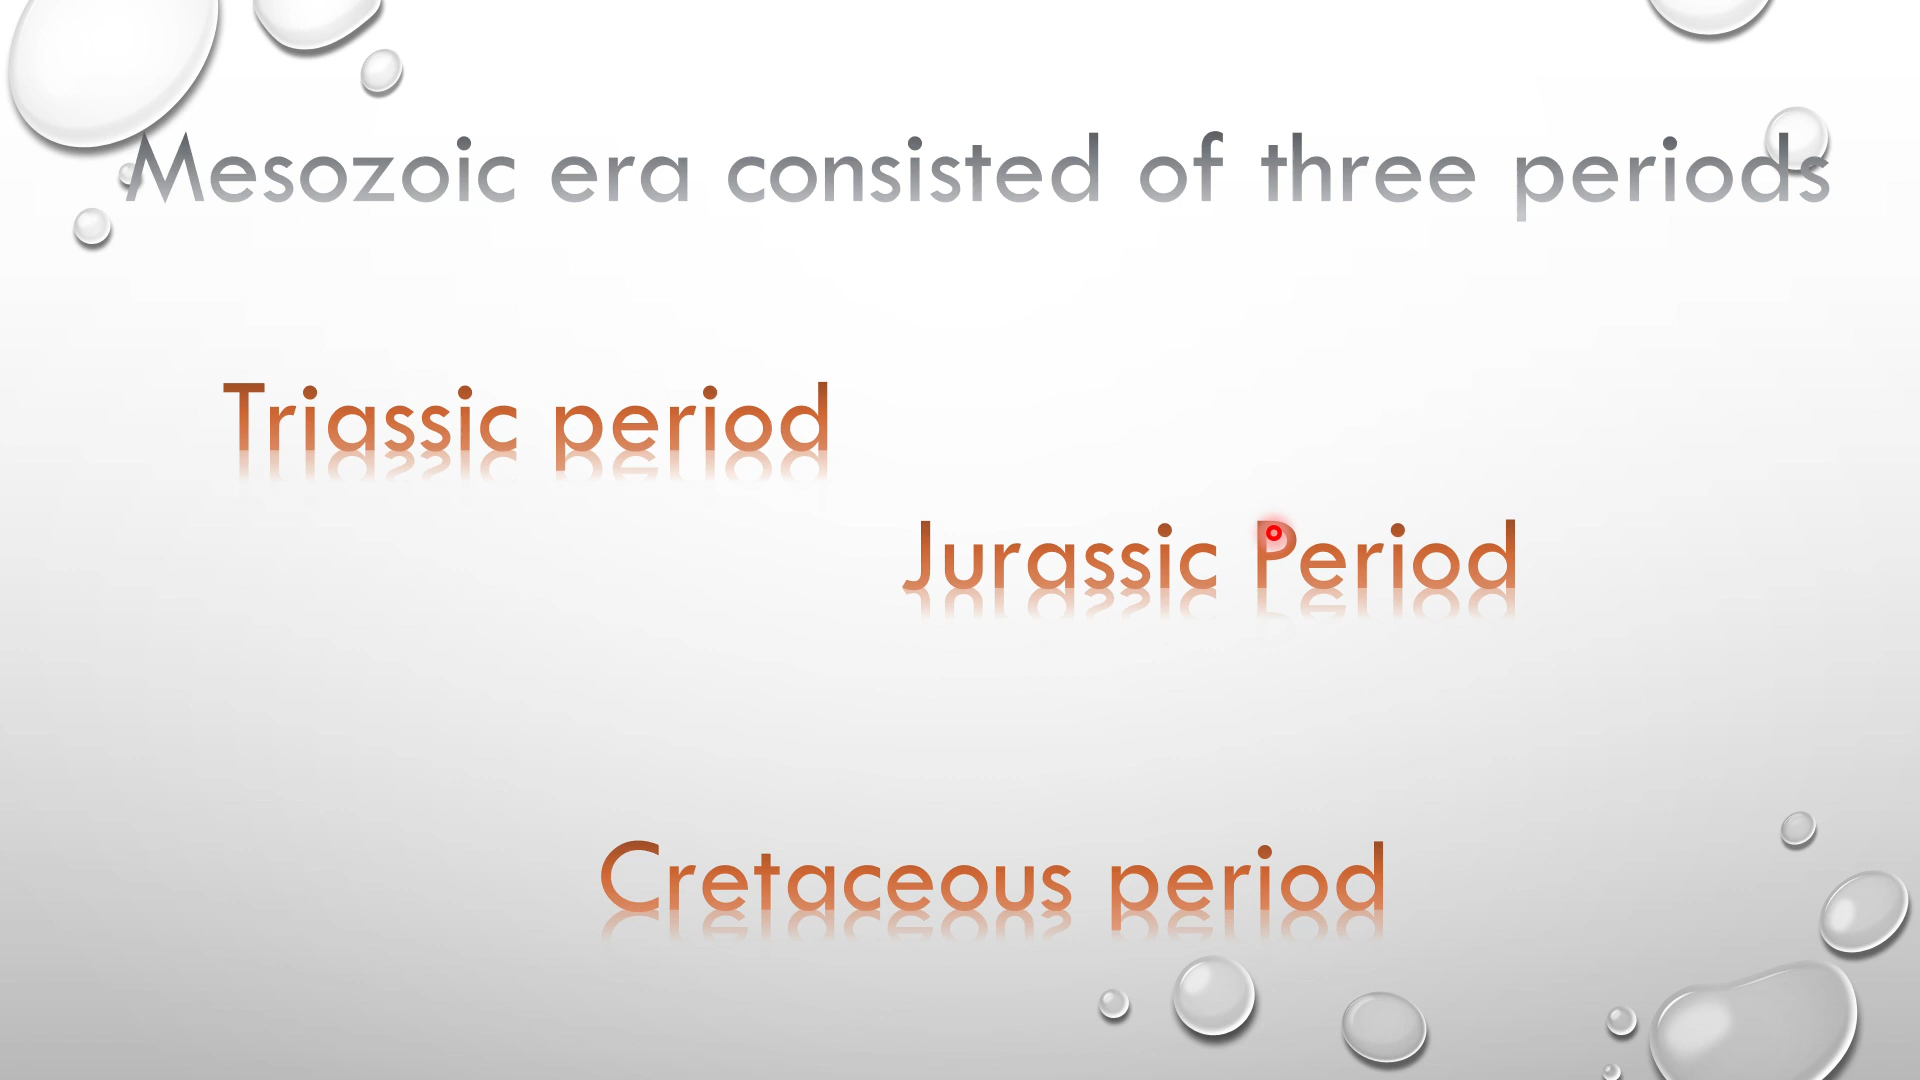 Mesozoic era consisted of three periods
Triassic period
Jurassic Period
Cretaceous period